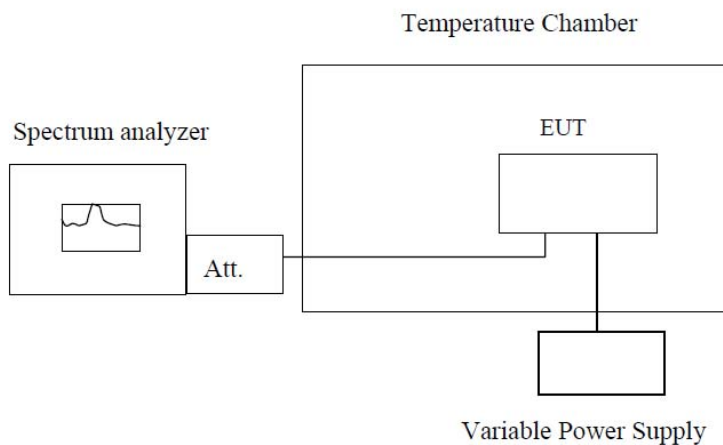 Temperature Chamber
Spectrum analyzer
EUT
Att.
Variable Power Supply